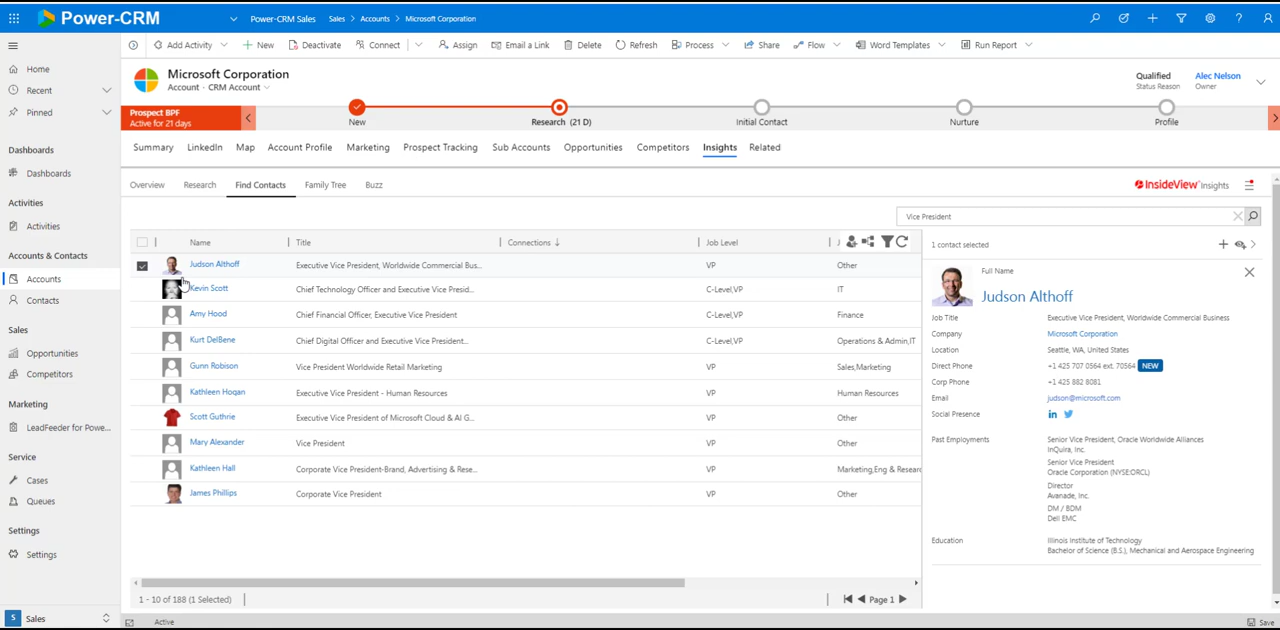 Power-CRM
Power-CRM Sales Sales > Accounts > Microsoft Corporation
Add Activity New Deactivate Connect Assign Email a Link Delete Refresh Process Share Flow Word Templates Run Report
Home
Recent
Pinned
Dashboards
Dashboards
Activities
Activities
Accounts & Contacts
Accounts
Contacts
Sales
Opportunities
Competitors
Marketing
LeadFeeder for Powe...
Service
Cases
Queues
Settings
Settings
S Sales
Microsoft Corporation
Account · CRM Account
Qualified
Status Reason
Alec Nelson
Owner
Prospect BPF
Active for 21 days
New Research (21 D) Initial Contact Nurture Profile
Summary LinkedIn Map Account Profile Marketing Prospect Tracking Sub Accounts Opportunities Competitors Insights Related
Overview Research Find Contacts Family Tree Buzz
InsideView insights
Vice President
Name Title Connections ↓ Job Level J
Judson Althoff Executive Vice President, Worldwide Commercial Bus... VP Other
Kevin Scott Chief Technology Officer and Executive Vice Presid... C-Level,VP IT
Amy Hood Chief Financial Officer, Executive Vice President C-Level,VP Finance
Kurt DelBene Chief Digital Officer and Executive Vice President... C-Level,VP Operations & Admin,IT
Gunn Robison Vice President Worldwide Retail Marketing VP Sales,Marketing
Kathleen Hogan Executive Vice President - Human Resources VP Human Resources
Scott Guthrie Executive Vice President of Microsoft Cloud & AI G... VP Other
Mary Alexander Vice President VP Other
Kathleen Hall Corporate Vice President-Brand, Advertising & Rese... VP Marketing,Eng & Researc
James Phillips Corporate Vice President VP Other
1 - 10 of 188 (1 Selected)
Page 1
1 contact selected
Full Name
Judson Althoff
Job Title Executive Vice President, Worldwide Commercial Business
Company Microsoft Corporation
Location Seattle, WA, United States
Direct Phone +1 425 707 0564 ext. 70564 NEW
Corp Phone +1 425 882 8081
Email judson@microsoft.com
Social Presence in
Past Employments Senior Vice President, Oracle Worldwide Alliances
InQuira, Inc.
Senior Vice President
Oracle Corporation (NYSE:ORCL)
Director
Avanade, Inc.
DM / BDM
Dell EMC
Education Illinois Institute of Technology
Bachelor of Science (B.S.), Mechanical and Aerospace Engineering
Active
Save